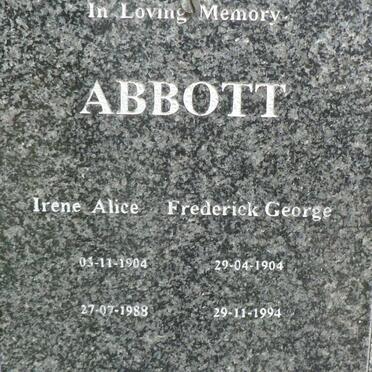 In Loving Memory
ABBOTT
Irene Alice Frederick George
03-11-1904 29-04-1904
27-07-1988 29-11-1994